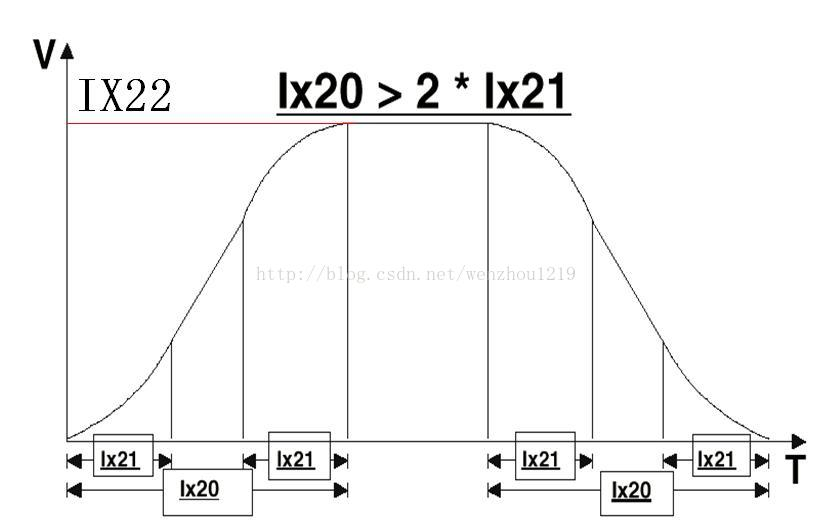 V
IX22
Ix20 > 2 * Ix21
http://blog.csdn.net/wenzhou1219
Ix21 Ix21 Ix21 Ix21
T
Ix20 Ix20